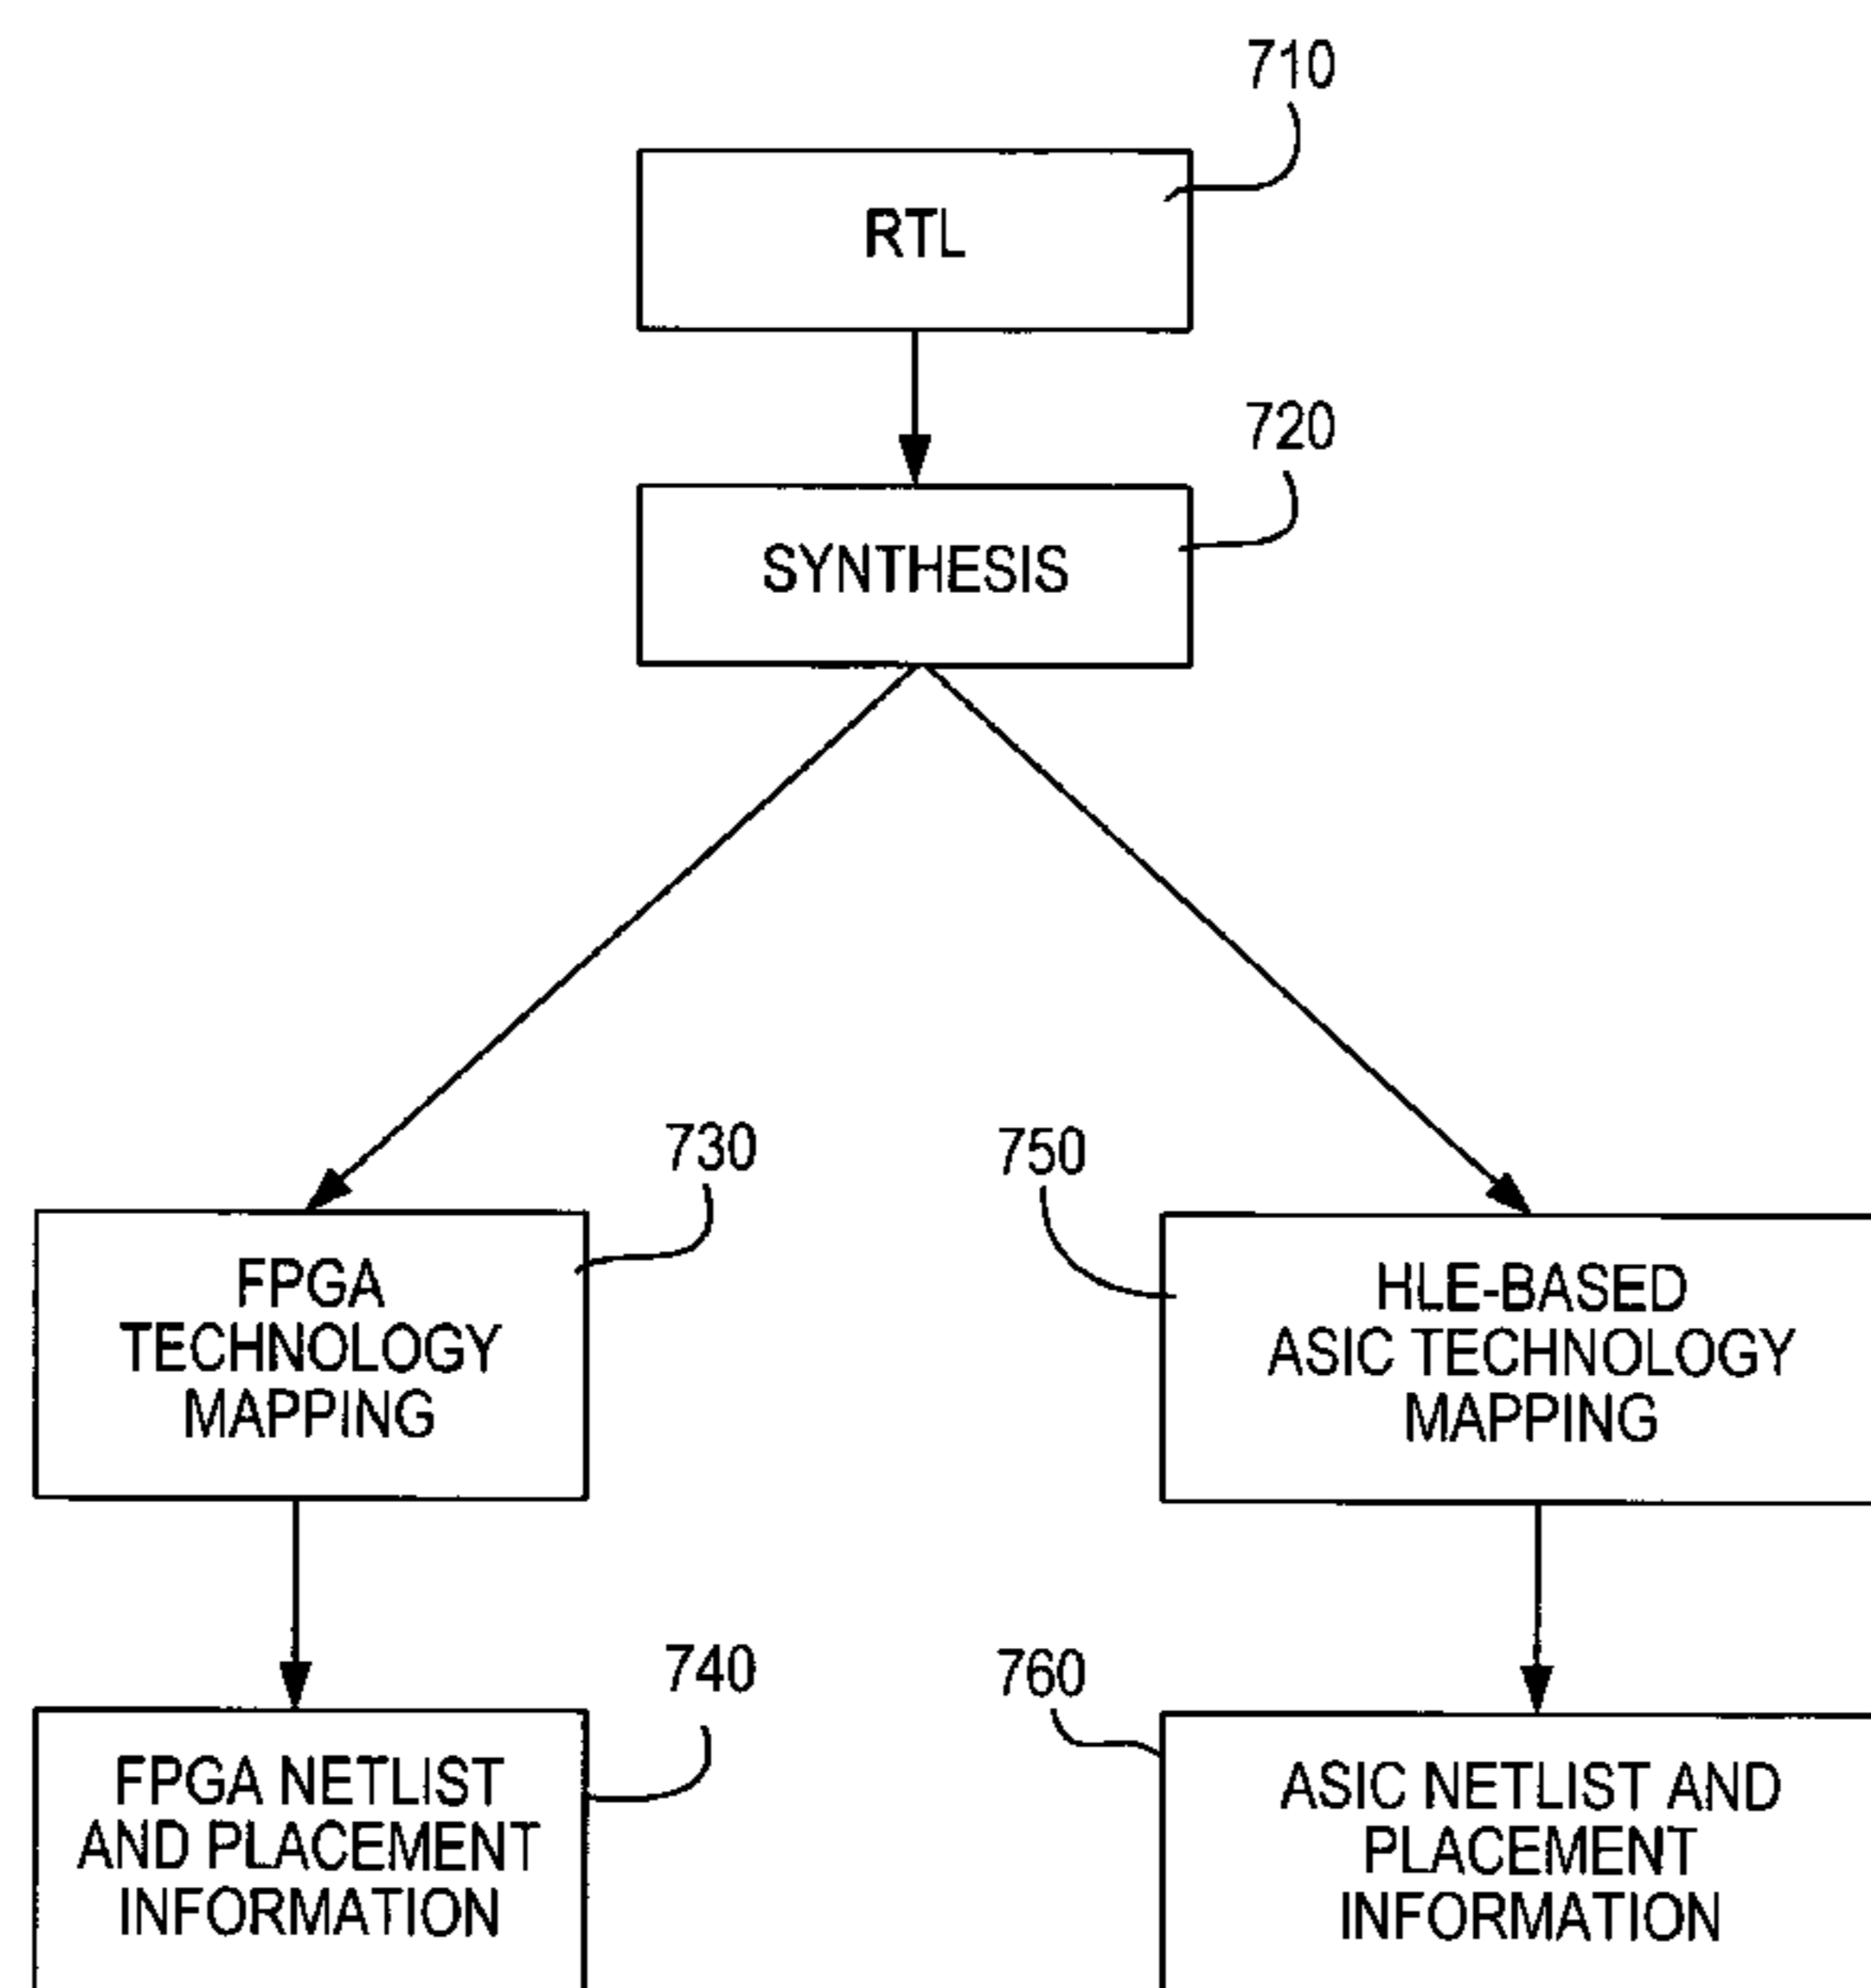 710
RTL
720
SYNTHESIS
730
750
FPGA
TECHNOLOGY
MAPPING
HLE-BASED
ASIC TECHNOLOGY
MAPPING
740
760
FPGA NETLIST
AND PLACEMENT
INFORMATION
ASIC NETLIST AND
PLACEMENT
INFORMATION